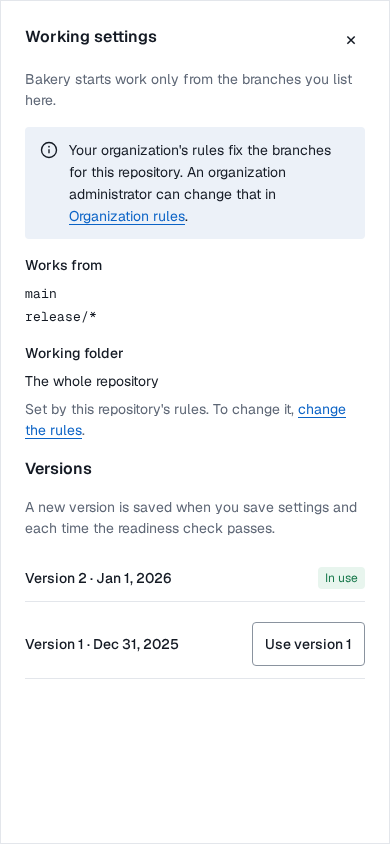 Working settings
Bakery starts work only from the branches you list
here.
Your organization's rules fix the branches
for this repository. An organization
administrator can change that in
Organization rules.
Works from
main
release/*
Working folder
The whole repository
Set by this repository's rules. To change it, change
the rules.
Versions
A new version is saved when you save settings and
each time the readiness check passes.
Version 2 · Jan 1, 2026
In use
Version 1 · Dec 31, 2025
Use version 1